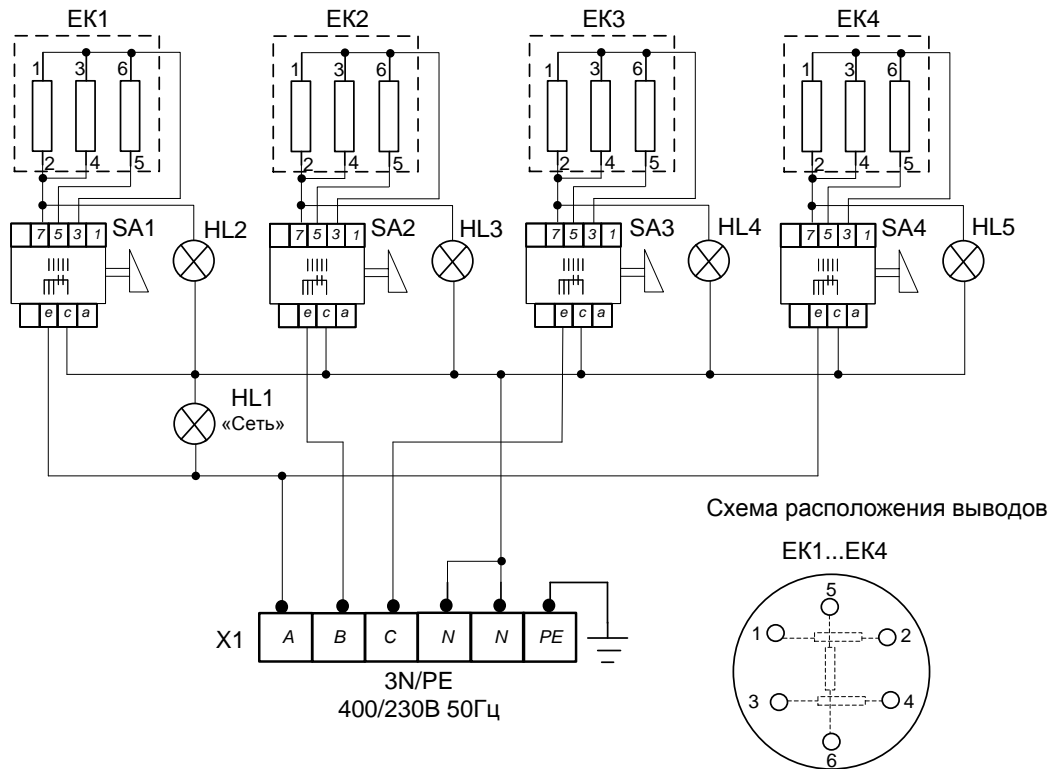 ЕК1 ЕК2 ЕК3 ЕК4
1 3 6 1 3 6 1 3 6 1 3 6
2 4 5 2 4 5 2 4 5 2 4 5
7 5 3 1 SA1 HL2 7 5 3 1 SA2 HL3 7 5 3 1 SA3 HL4 7 5 3 1 SA4 HL5
e c a e c a e c a e c a
HL1
«Сеть»
X1 A B C N N PE
3N/PE
400/230В 50Гц
Схема расположения выводов
ЕК1...ЕК4
5
1 2
3 4
6